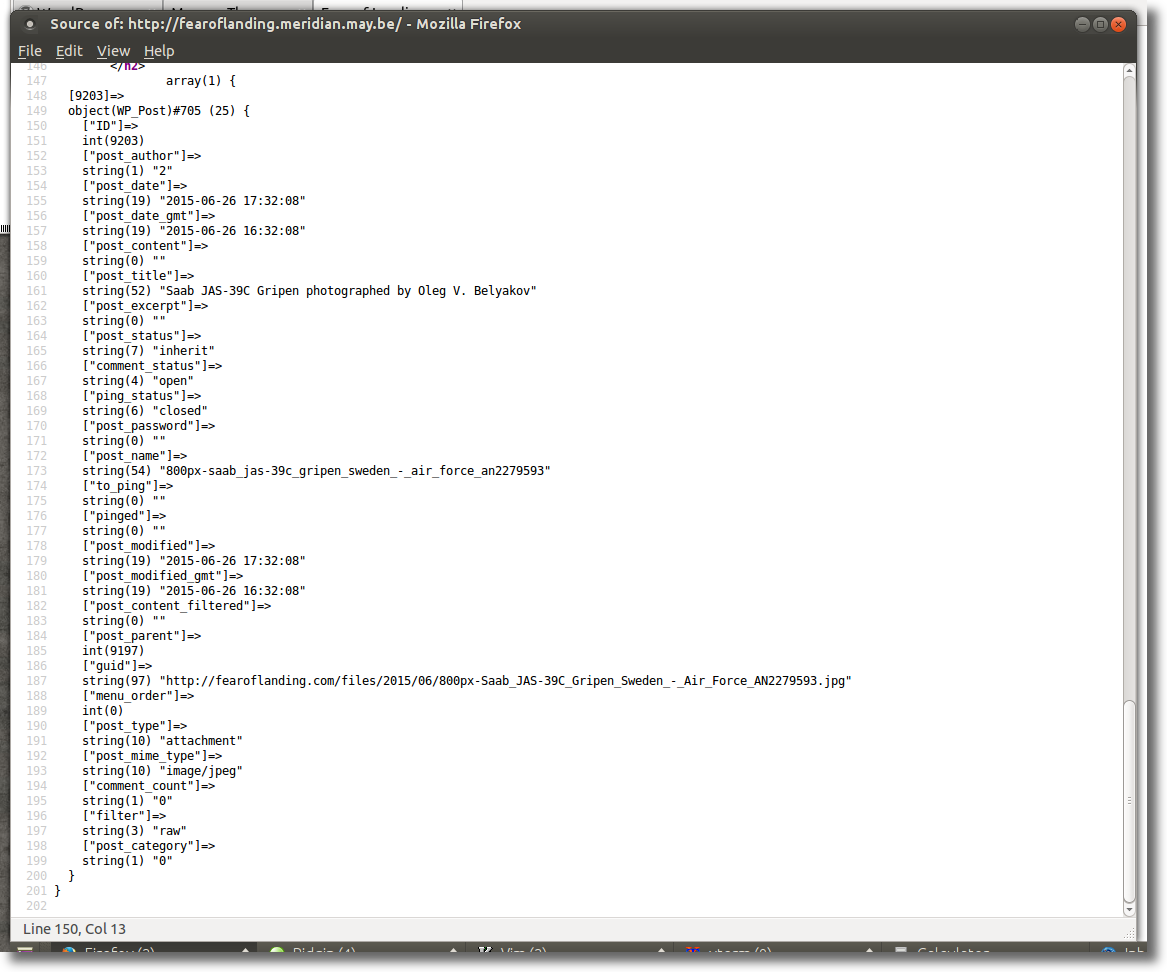 Source of: http://fearoflanding.meridian.may.be/ - Mozilla Firefox
File Edit View Help
146 </h2>
147 array(1) {
148 [9203]=>
149 object(WP_Post)#705 (25) {
150 ["ID"]=>
151 int(9203)
152 ["post_author"]=>
153 string(1) "2"
154 ["post_date"]=>
155 string(19) "2015-06-26 17:32:08"
156 ["post_date_gmt"]=>
157 string(19) "2015-06-26 16:32:08"
158 ["post_content"]=>
159 string(0) ""
160 ["post_title"]=>
161 string(52) "Saab JAS-39C Gripen photographed by Oleg V. Belyakov"
162 ["post_excerpt"]=>
163 string(0) ""
164 ["post_status"]=>
165 string(7) "inherit"
166 ["comment_status"]=>
167 string(4) "open"
168 ["ping_status"]=>
169 string(6) "closed"
170 ["post_password"]=>
171 string(0) ""
172 ["post_name"]=>
173 string(54) "800px-saab_jas-39c_gripen_sweden_-_air_force_an2279593"
174 ["to_ping"]=>
175 string(0) ""
176 ["pinged"]=>
177 string(0) ""
178 ["post_modified"]=>
179 string(19) "2015-06-26 17:32:08"
180 ["post_modified_gmt"]=>
181 string(19) "2015-06-26 16:32:08"
182 ["post_content_filtered"]=>
183 string(0) ""
184 ["post_parent"]=>
185 int(9197)
186 ["guid"]=>
187 string(97) "http://fearoflanding.com/files/2015/06/800px-Saab_JAS-39C_Gripen_Sweden_-_Air_Force_AN2279593.jpg"
188 ["menu_order"]=>
189 int(0)
190 ["post_type"]=>
191 string(10) "attachment"
192 ["post_mime_type"]=>
193 string(10) "image/jpeg"
194 ["comment_count"]=>
195 string(1) "0"
196 ["filter"]=>
197 string(3) "raw"
198 ["post_category"]=>
199 string(1) "0"
200 }
201 }
202
Line 150, Col 13